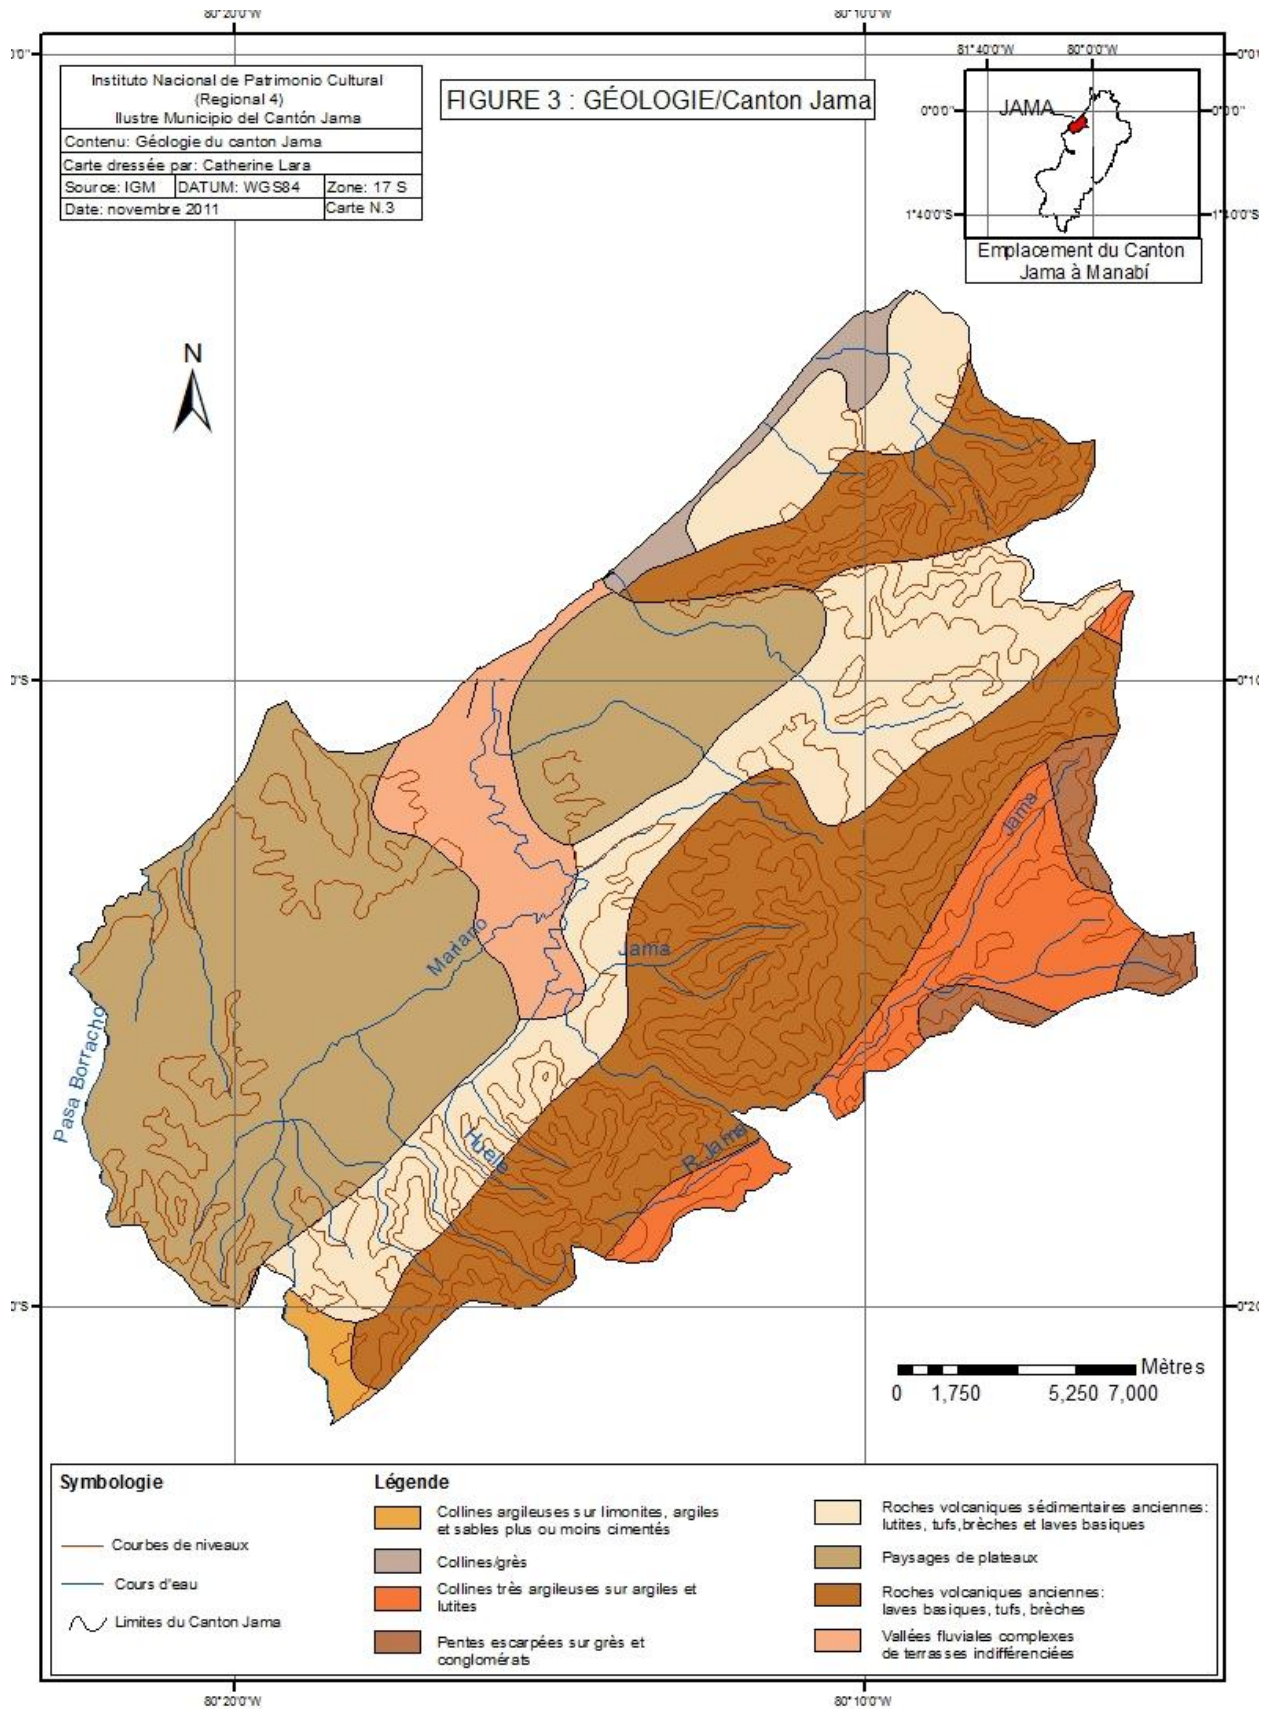 80°20'0"W
80°10'0"W
Instituto Nacional de Patrimonio Cultural
(Regional 4)
Ilustre Municipio del Cantón Jama
Contenu: Géologie du canton Jama
Carte dressée par: Catherine Lara
Source: IGM
DATUM: WGS84
Zone: 17 S
Date: novembre 2011
Carte N.3
FIGURE 3 : GÉOLOGIE/Canton Jama
81°40'0"W
80°0'0"W
0°00'0"
0°0'0"
JAMA
1°40'0"S
1°40'0"S
Emplacement du Canton
Jama à Manabí
N
Jama
Mariano
Jama
Pasa Borracho
Huele
R. Jama
Mètres
0
1,750
5,250
7,000
Symbologie
Courbes de niveaux
Cours d'eau
Limites du Canton Jama
Légende
Collines argileuses sur limonites, argiles
et sables plus ou moins cimentés
Collines/grès
Collines très argileuses sur argiles et
lutites
Pentes escarpées sur grès et
conglomérats
Roches volcaniques sédimentaires anciennes:
lutites, tufs,brèches et laves basiques
Paysages de plateaux
Roches volcaniques anciennes:
laves basiques, tufs, brèches
Vallées fluviales complexes
de terrasses indifférenciées
80°20'0"W
80°10'0"W